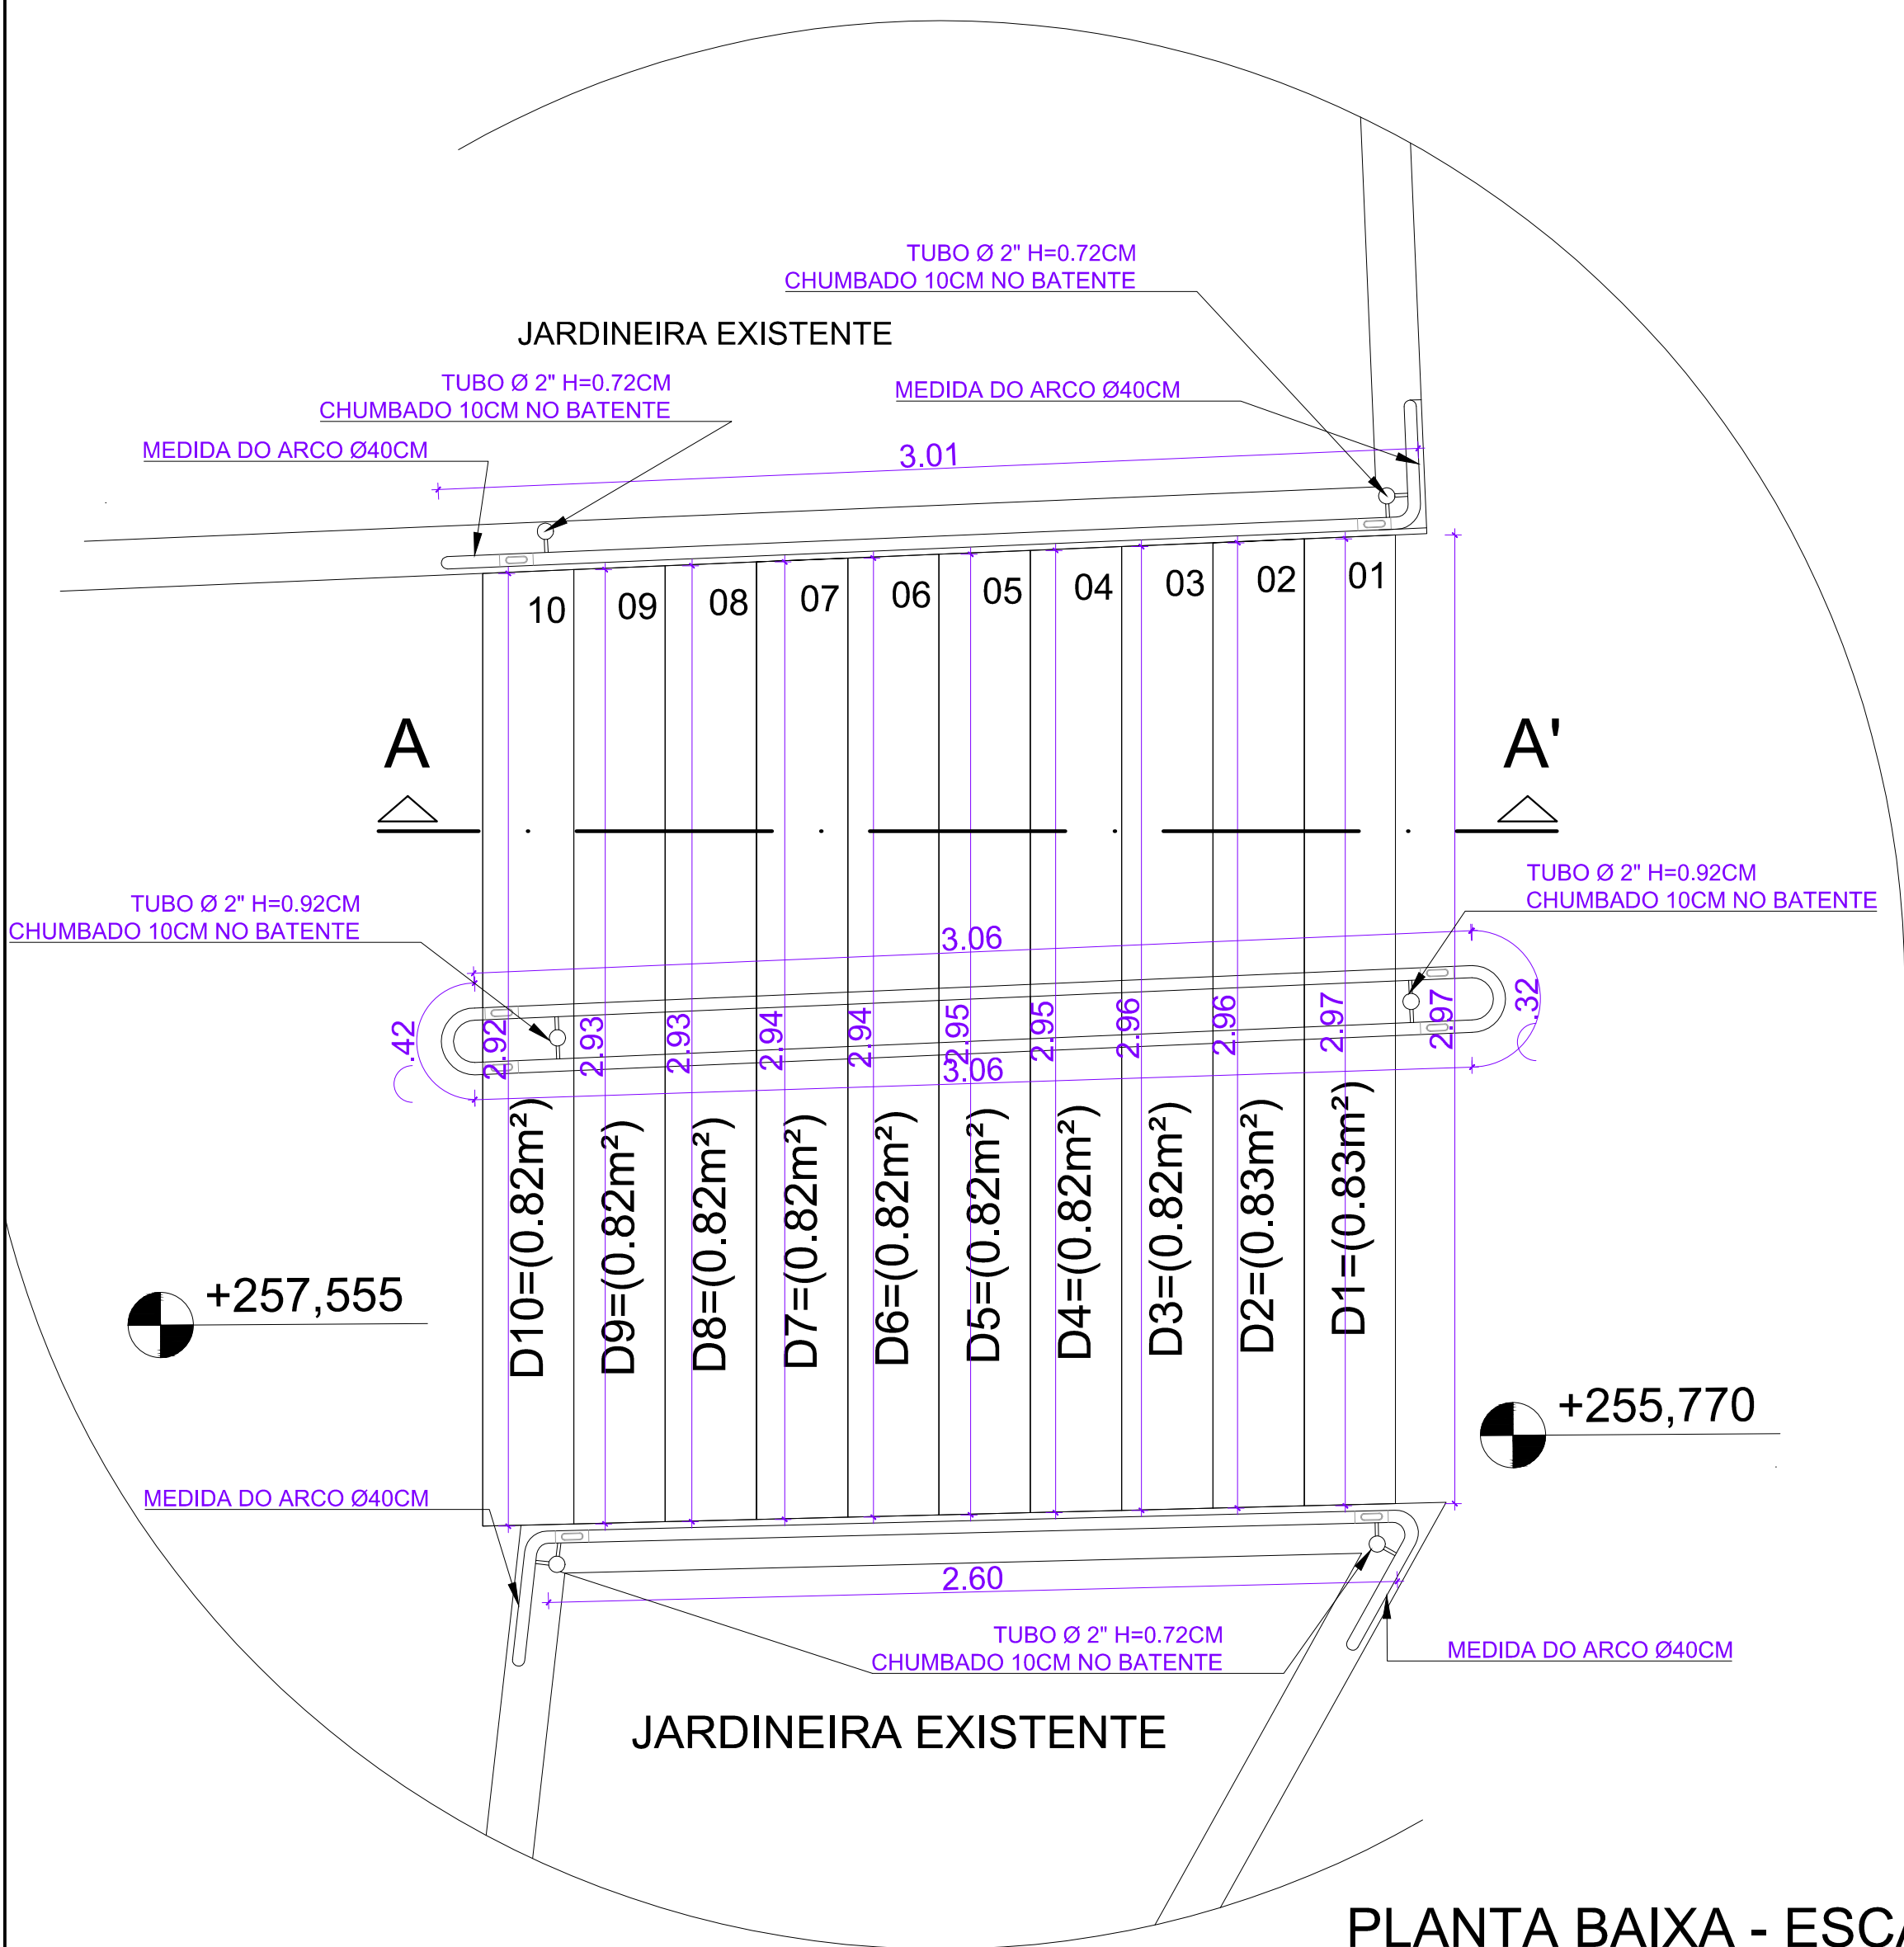 TUBO Ø 2" H=0.72CM
CHUMBADO 10CM NO BATENTE
JARDINEIRA EXISTENTE
TUBO Ø 2" H=0.72CM
CHUMBADO 10CM NO BATENTE
MEDIDA DO ARCO Ø40CM
MEDIDA DO ARCO Ø40CM
3.01
10
09
08
07
06
05
04
03
02
01
A
A'
TUBO Ø 2" H=0.92CM
CHUMBADO 10CM NO BATENTE
TUBO Ø 2" H=0.92CM
CHUMBADO 10CM NO BATENTE
3.06
.42
2.92
2.93
2.93
2.94
2.94
2.95
2.95
2.96
2.96
2.97
2.97
.32
3.06
D10=(0.82m²)
D9=(0.82m²)
D8=(0.82m²)
D7=(0.82m²)
D6=(0.82m²)
D5=(0.82m²)
D4=(0.82m²)
D3=(0.82m²)
D2=(0.83m²)
D1=(0.83m²)
+257,555
+255,770
MEDIDA DO ARCO Ø40CM
2.60
TUBO Ø 2" H=0.72CM
CHUMBADO 10CM NO BATENTE
MEDIDA DO ARCO Ø40CM
JARDINEIRA EXISTENTE
PLANTA BAIXA - ESCA